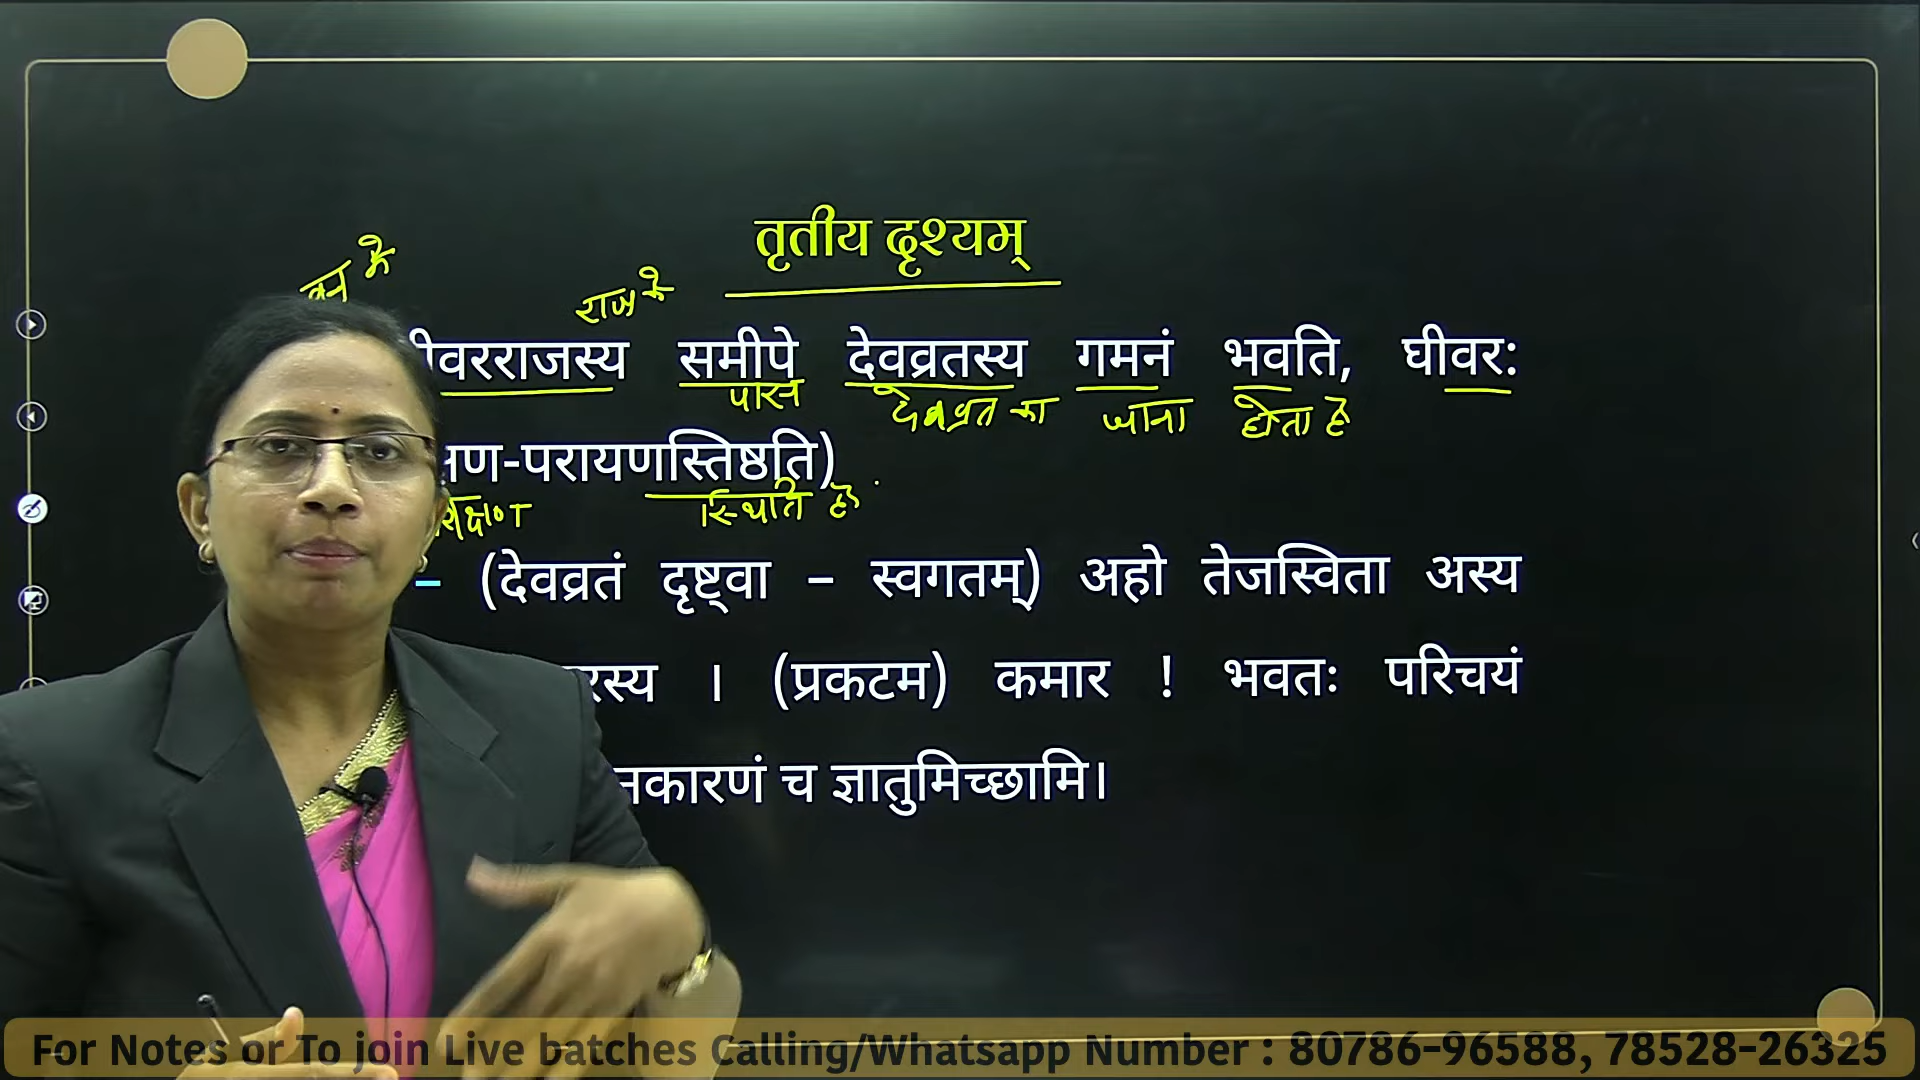 तृतीय दृश्यम्
वन के
राज के
ीवरराजस्य समीपे देवव्रतस्य गमनं भवति, घीवर:
पास देवव्रत का जाना होता है
षण-परायणस्तिष्ठति)
स्थिति है
– (देवव्रतं दृष्ट्वा – स्वगतम्) अहो तेजस्विता अस्य
रस्य । (प्रकटम) कमार ! भवतः परिचयं
नकारणं च ज्ञातुमिच्छामि।
For Notes or To join Live batches Calling/Whatsapp Number : 80786-96588, 78528-26325